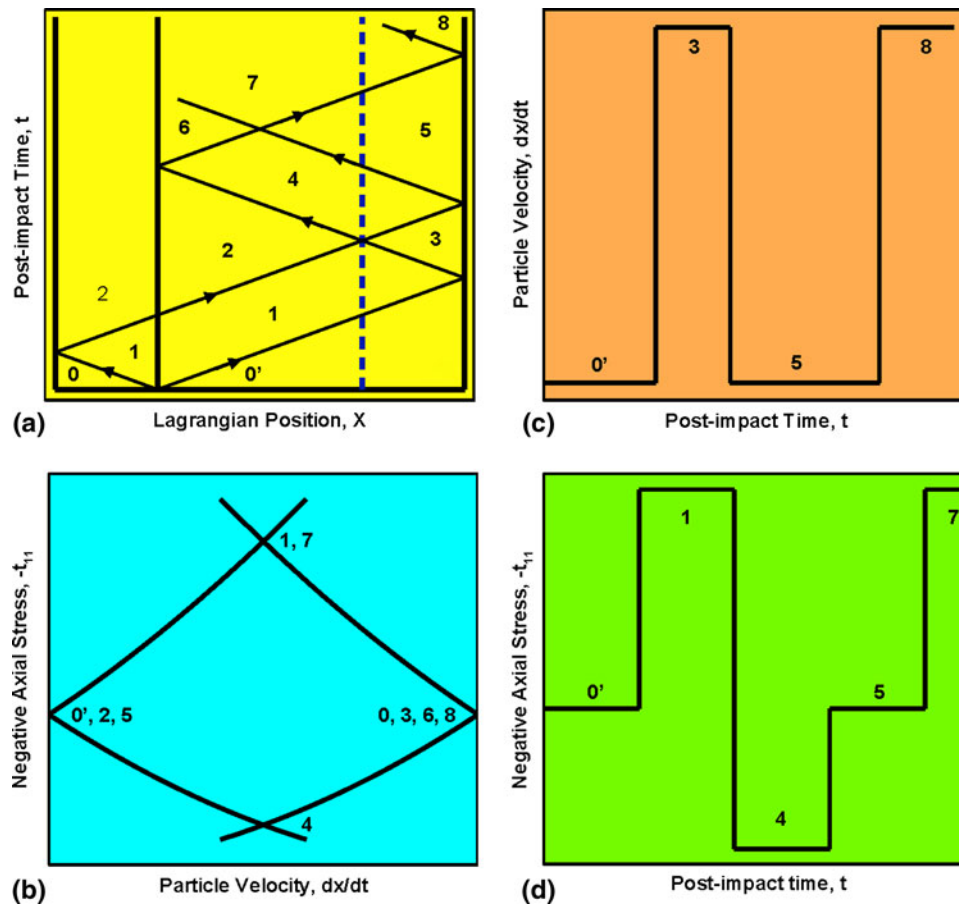 8
7
6
5
4
3
2
2
1
1
0
0'
Post-impact Time, t
(a)
Lagrangian Position, X
3
8
0'
5
Particle Velocity, dx/dt
(c)
Post-impact Time, t
1, 7
0', 2, 5
0, 3, 6, 8
4
Negative Axial Stress, -t11
(b)
Particle Velocity, dx/dt
1
7
0'
5
4
Negative Axial Stress, -t11
(d)
Post-impact time, t